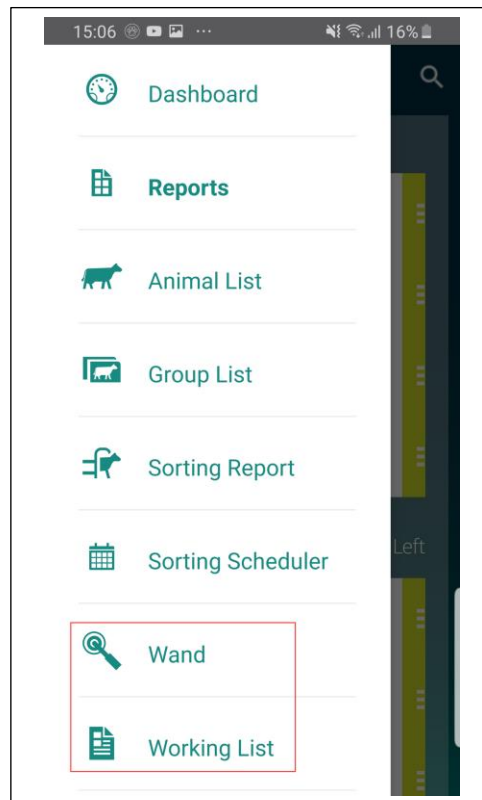 15:06 ... 16%
Dashboard
Reports
Animal List
Group List
Sorting Report
Left
Sorting Scheduler
Wand
Working List